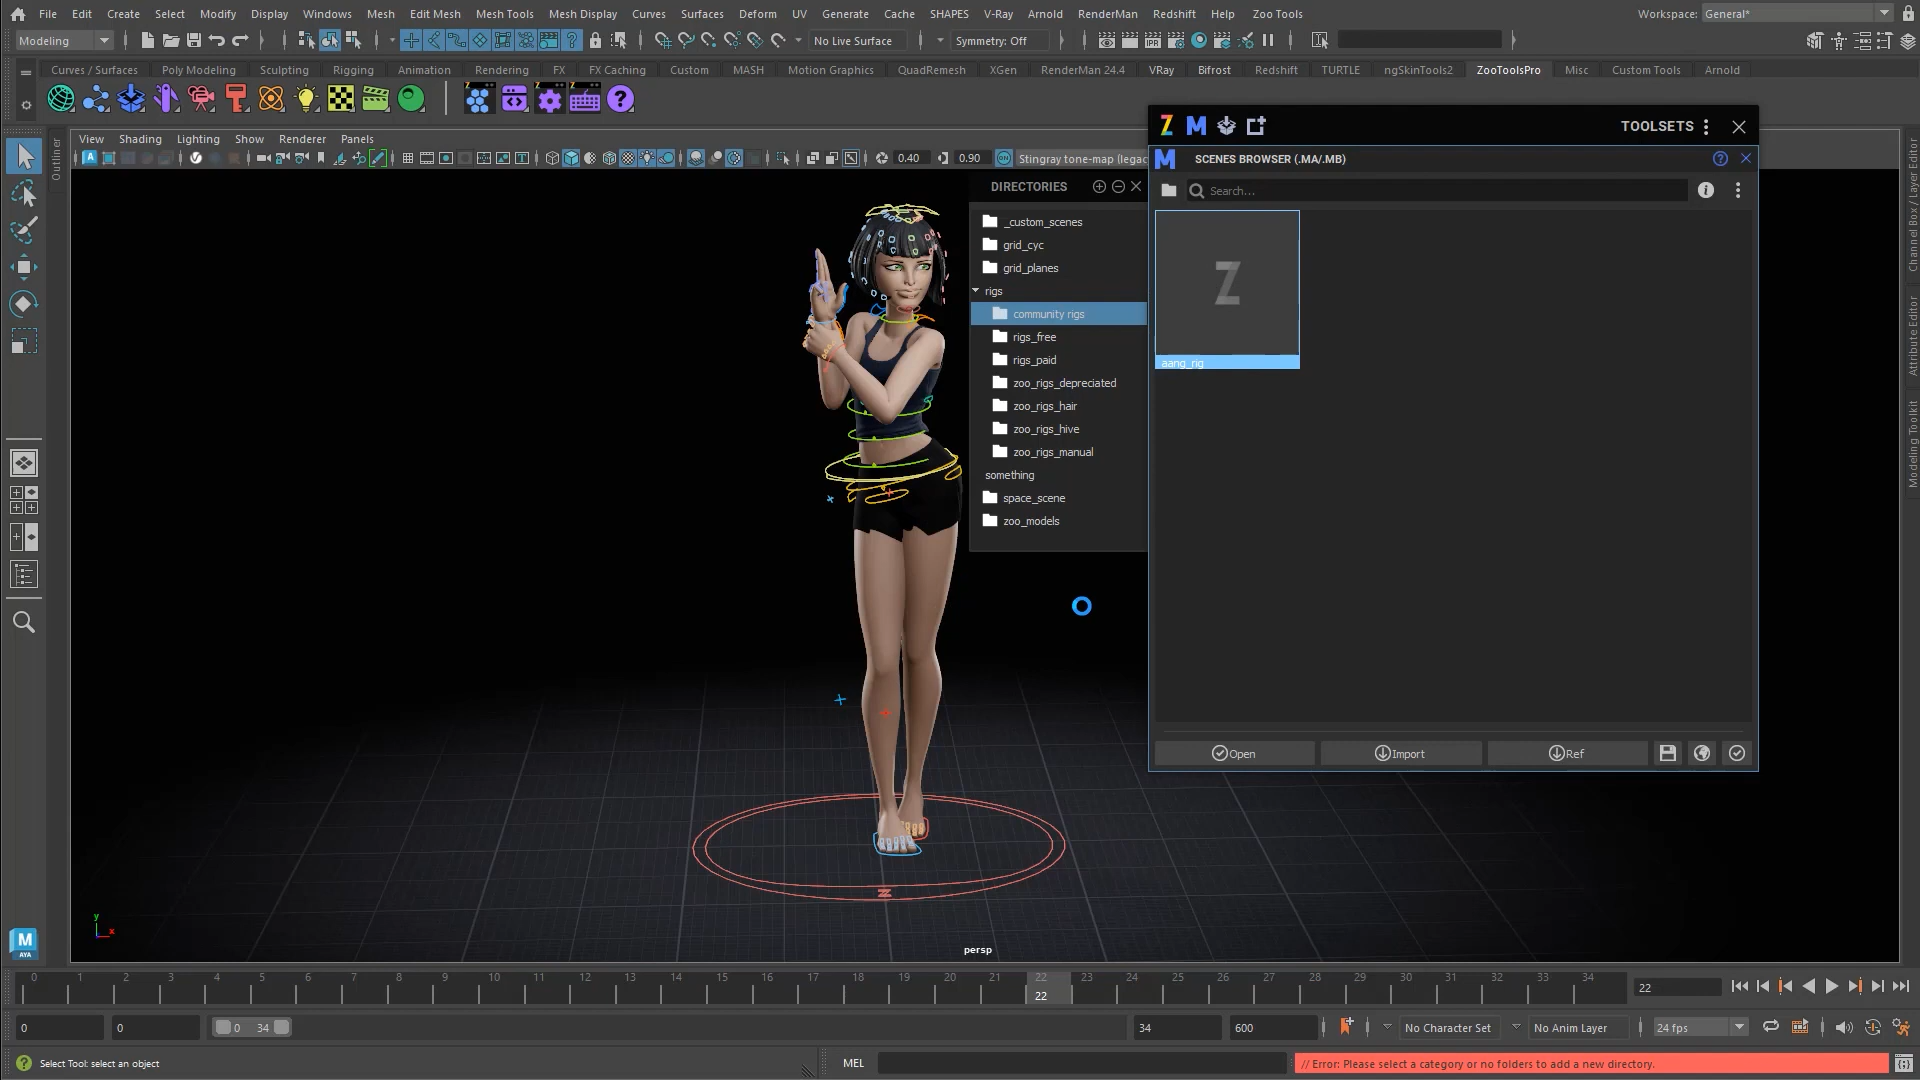 File Edit Create Select Modify Display Windows Mesh Edit Mesh Mesh Tools Mesh Display Curves Surfaces Deform UV Generate Cache SHAPES V-Ray Arnold RenderMan Redshift Help Zoo Tools Workspace: General*
Modeling No Live Surface Symmetry: Off
Curves / Surfaces Poly Modeling Sculpting Rigging Animation Rendering FX FX Caching Custom MASH Motion Graphics QuadRemesh XGen RenderMan 24.4 VRay Bifrost Redshift TURTLE ngSkinTools2 ZooToolsPro Misc Custom Tools Arnold
View Shading Lighting Show Renderer Panels
0.40 0.90 Stingray tone-map (legac
Outliner
TOOLSETS
SCENES BROWSER (.MA/.MB)
Search...
aang_rig
Open Import Ref
DIRECTORIES
_custom_scenes
grid_cyc
grid_planes
rigs
community rigs
rigs_free
rigs_paid
zoo_rigs_depreciated
zoo_rigs_hair
zoo_rigs_hive
zoo_rigs_manual
something
space_scene
zoo_models
Channel Box / Layer Editor
Attribute Editor
Modeling Toolkit
M
AYA
y
x
persp
0 1 2 3 4 5 6 7 8 9 10 11 12 13 14 15 16 17 18 19 20 21 22 23 24 25 26 27 28 29 30 31 32 33 34
22 22
0 0 0 34 34 600 No Character Set No Anim Layer 24 fps
Select Tool: select an object MEL // Error: Please select a category or no folders to add a new directory.